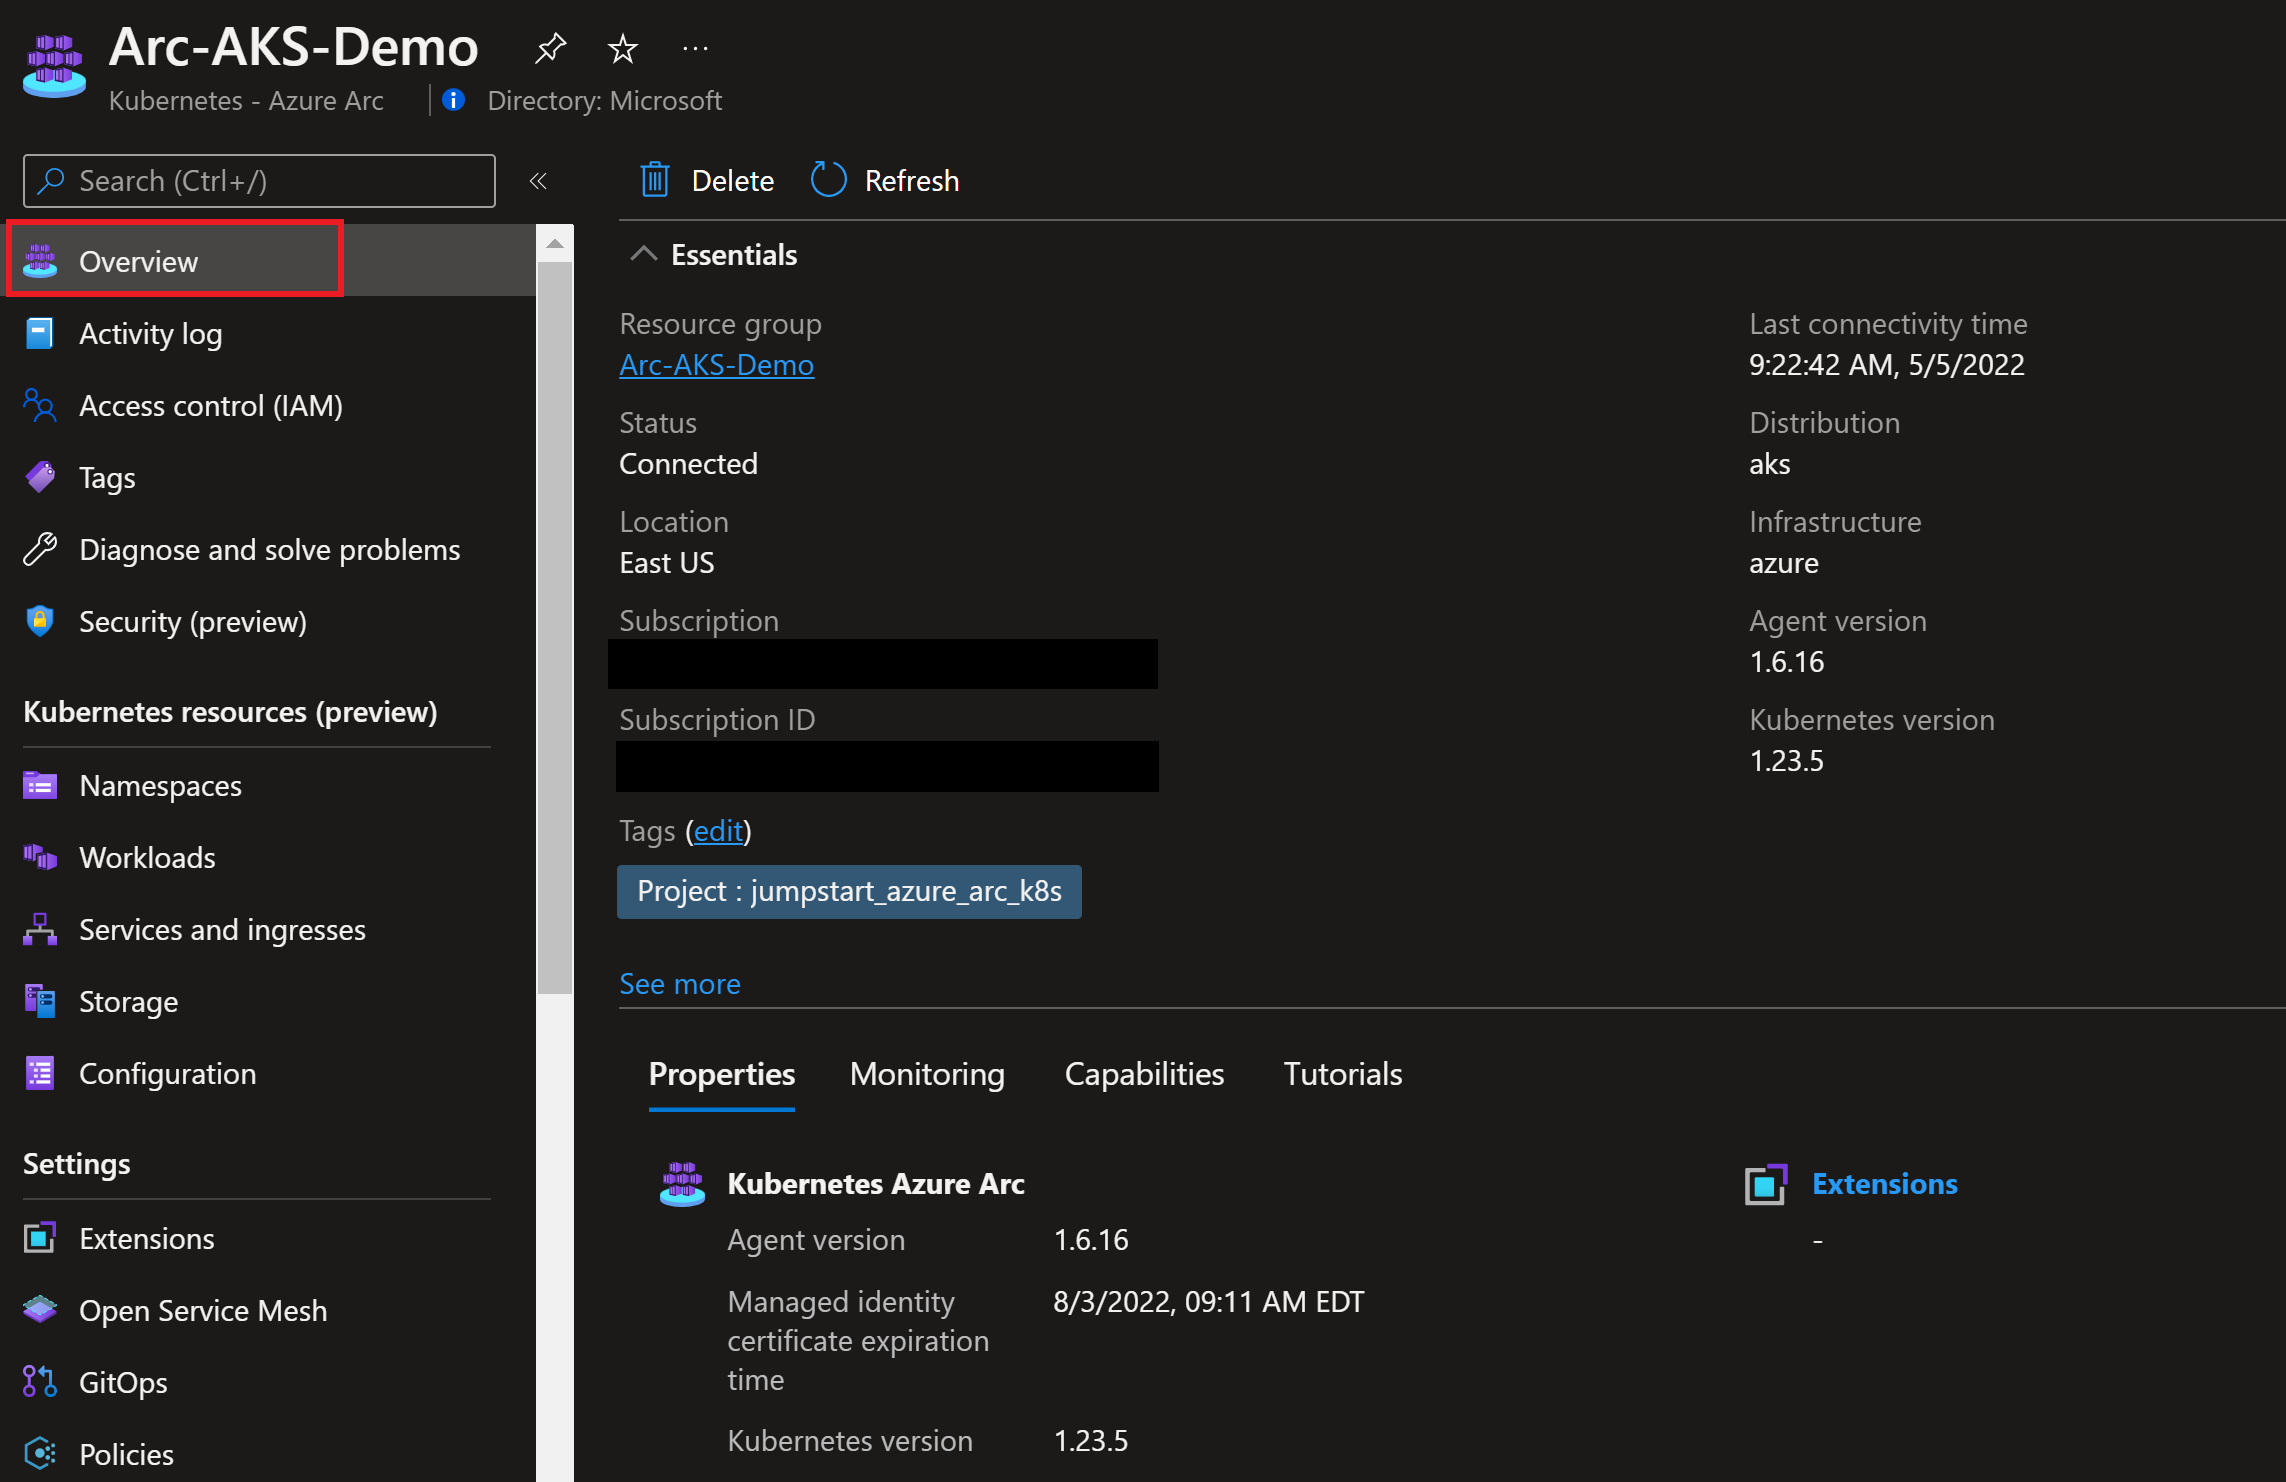 Arc-AKS-Demo
Kubernetes - Azure Arc
Directory: Microsoft
Search (Ctrl+/)
Overview
Activity log
Access control (IAM)
Tags
Diagnose and solve problems
Security (preview)
Kubernetes resources (preview)
Namespaces
Workloads
Services and ingresses
Storage
Configuration
Settings
Extensions
Open Service Mesh
GitOps
Policies
Delete
Refresh
Essentials
Resource group
Arc-AKS-Demo
Status
Connected
Location
East US
Subscription
Subscription ID
Tags (edit)
Project : jumpstart_azure_arc_k8s
See more
Last connectivity time
9:22:42 AM, 5/5/2022
Distribution
aks
Infrastructure
azure
Agent version
1.6.16
Kubernetes version
1.23.5
Properties
Monitoring
Capabilities
Tutorials
Kubernetes Azure Arc
Agent version 1.6.16
Managed identity 8/3/2022, 09:11 AM EDT
certificate expiration
time
Kubernetes version 1.23.5
Extensions
-